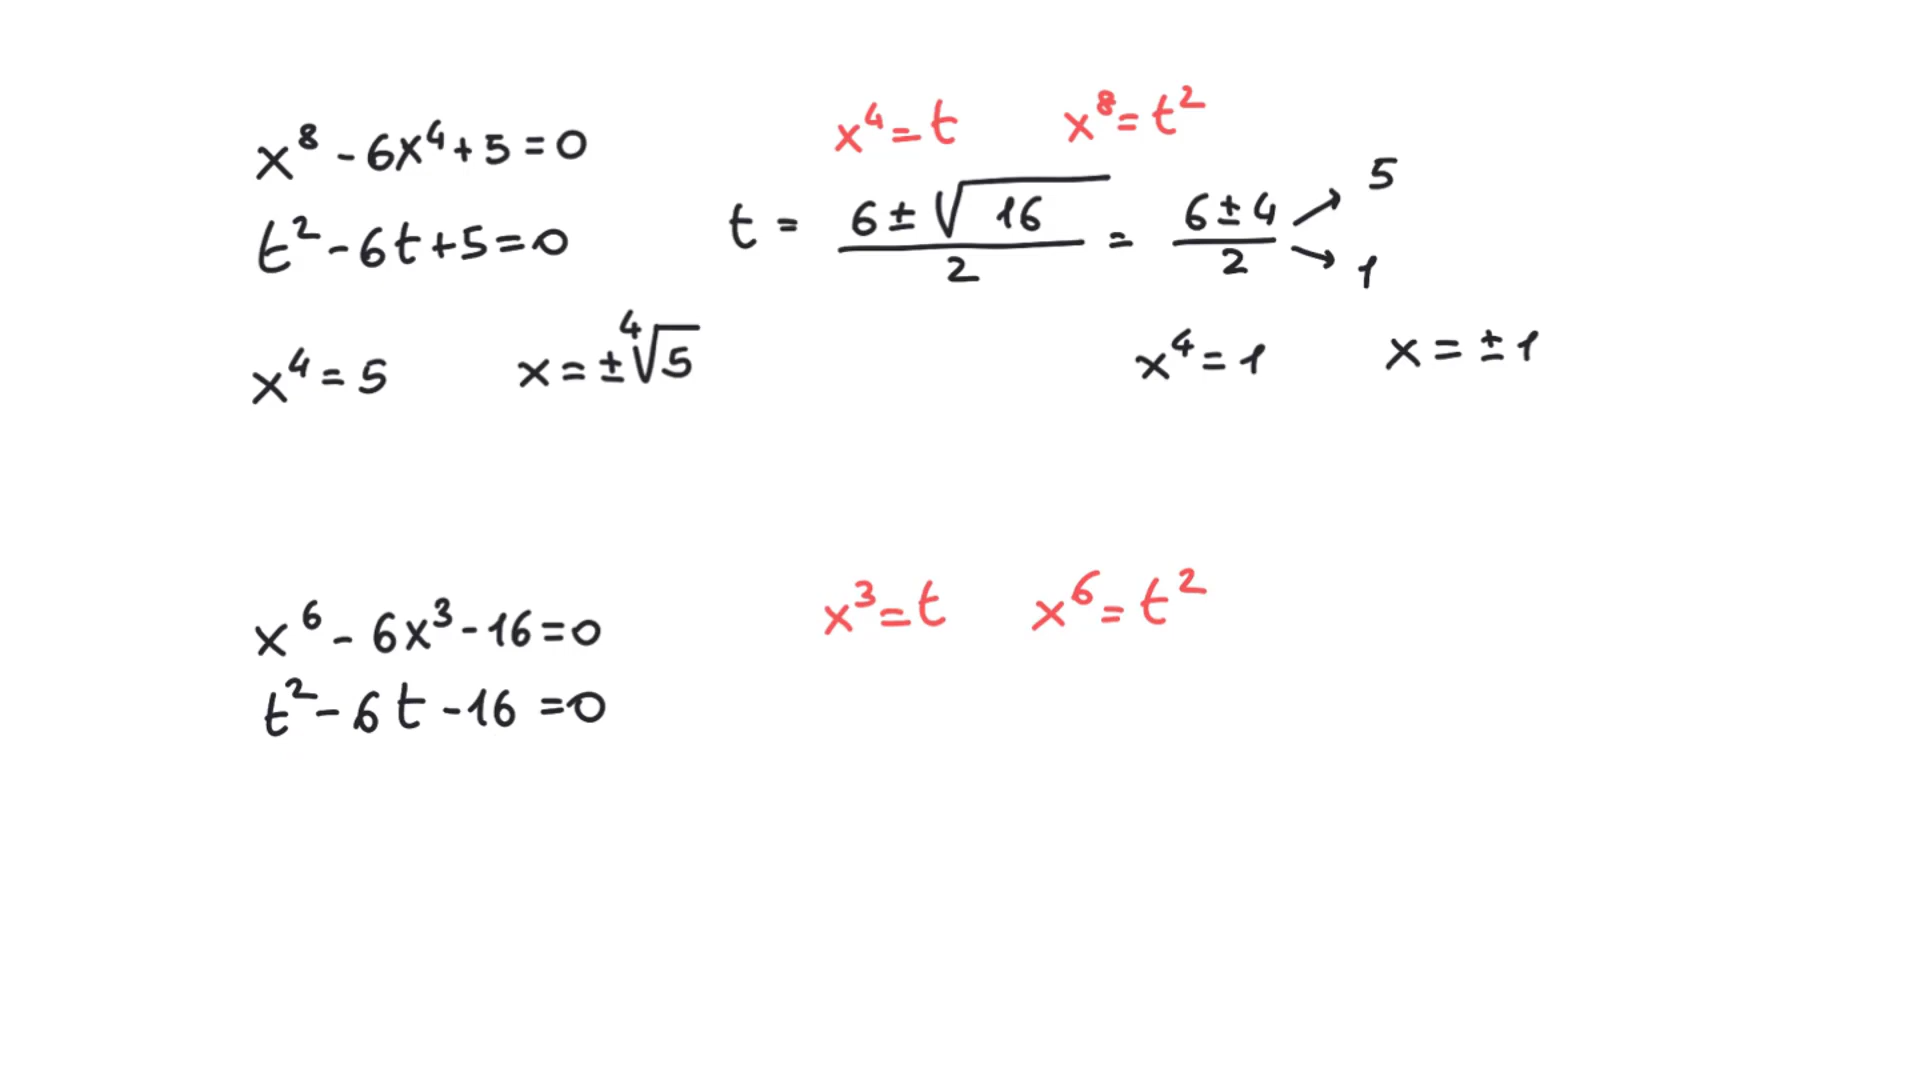 x⁸ - 6x⁴ + 5 = 0
x⁴ = t x⁸ = t²
t² - 6t + 5 = 0
t = (6 ± √16)/2 = (6 ± 4)/2 ↗ 5 ↘ 1
x⁴ = 5 x = ± ⁴√5
x⁴ = 1 x = ± 1
x⁶ - 6x³ - 16 = 0
x³ = t x⁶ = t²
t² - 6t - 16 = 0